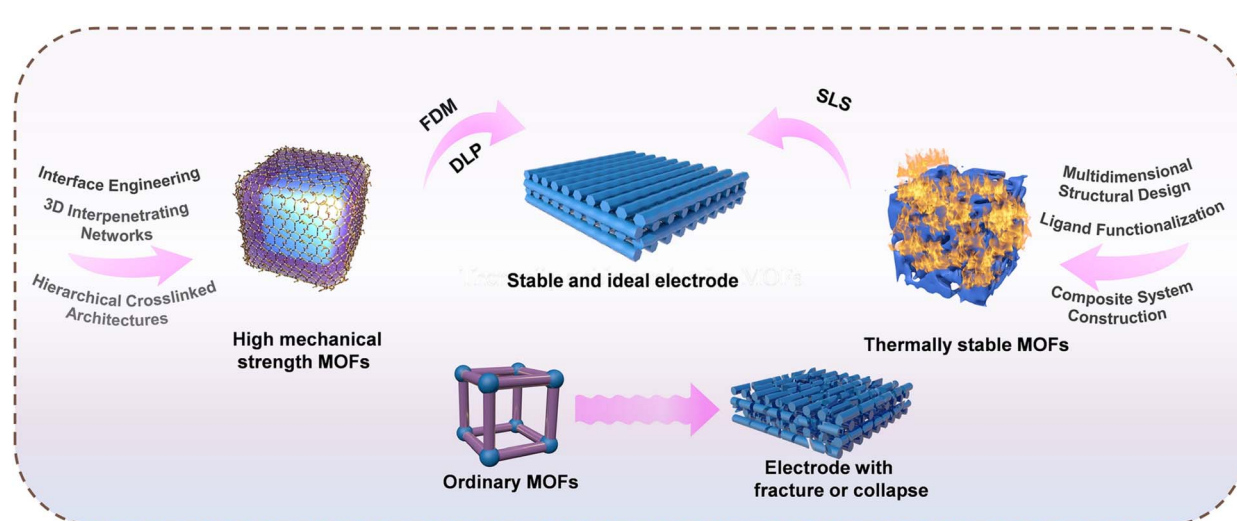 FDM
DLP
SLS
Interface Engineering
3D Interpenetrating
Networks
Hierarchical Crosslinked
Architectures
High mechanical
strength MOFs
Stable and ideal electrode
Multidimensional
Structural Design
Ligand Functionalization
Composite System
Construction
Thermally stable MOFs
Ordinary MOFs
Electrode with
fracture or collapse